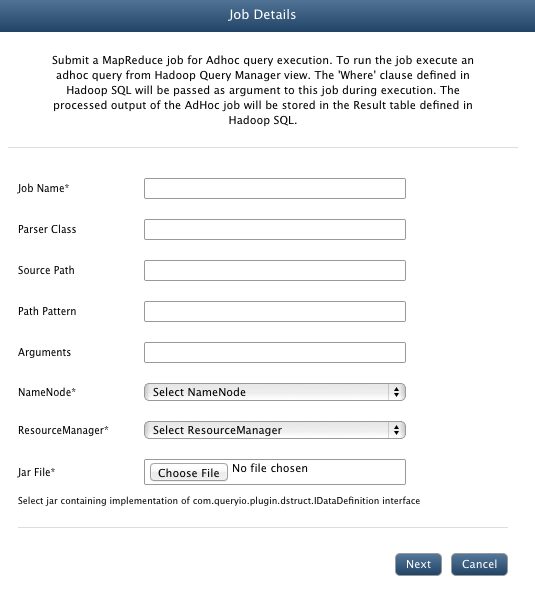 Job Details
Submit a MapReduce job for Adhoc query execution. To run the job execute an
adhoc query from Hadoop Query Manager view. The 'Where' clause defined in
Hadoop SQL will be passed as argument to this job during execution. The
processed output of the AdHoc job will be stored in the Result table defined in
Hadoop SQL.
Job Name*
Parser Class
Source Path
Path Pattern
Arguments
NameNode* Select NameNode
ResourceManager* Select ResourceManager
Jar File* Choose File No file chosen
Select jar containing implementation of com.queryio.plugin.dstruct.IDataDefinition interface
Next Cancel